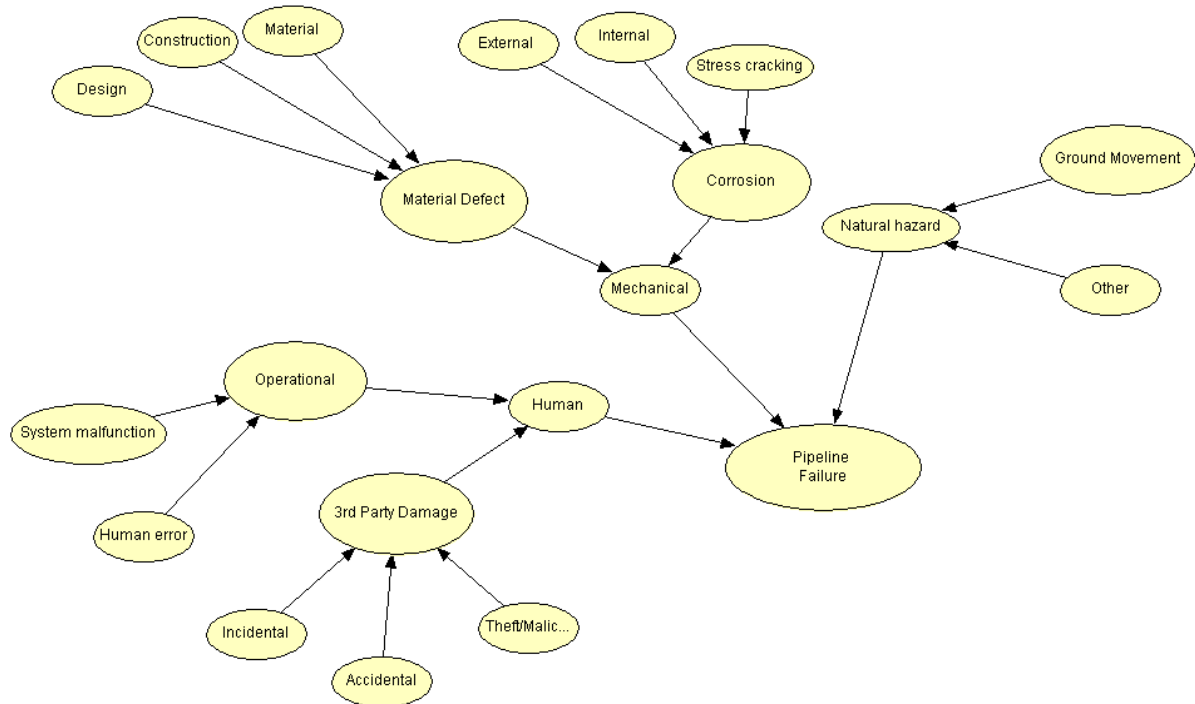 Material
Construction
Internal
External
Stress cracking
Design
Ground Movement
Corrosion
Material Defect
Natural hazard
Mechanical
Other
Operational
Human
System malfunction
Pipeline
Failure
3rd Party Damage
Human error
Theft/Malic...
Incidental
Accidental